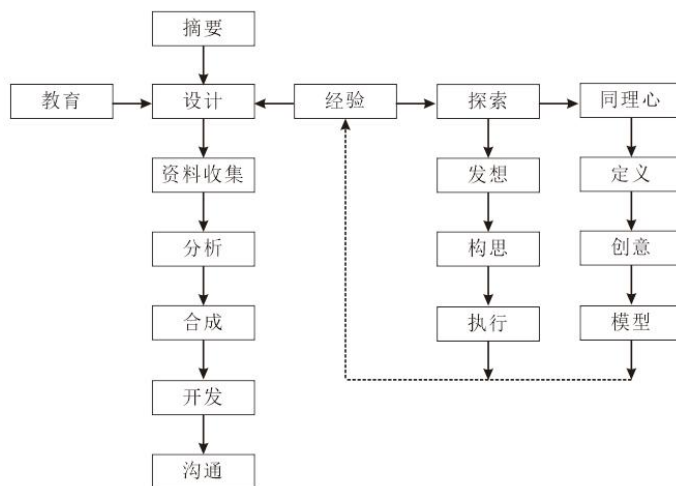 摘要
教育
设计
经验
探索
同理心
资料收集
发想
定义
分析
构思
创意
合成
执行
模型
开发
沟通